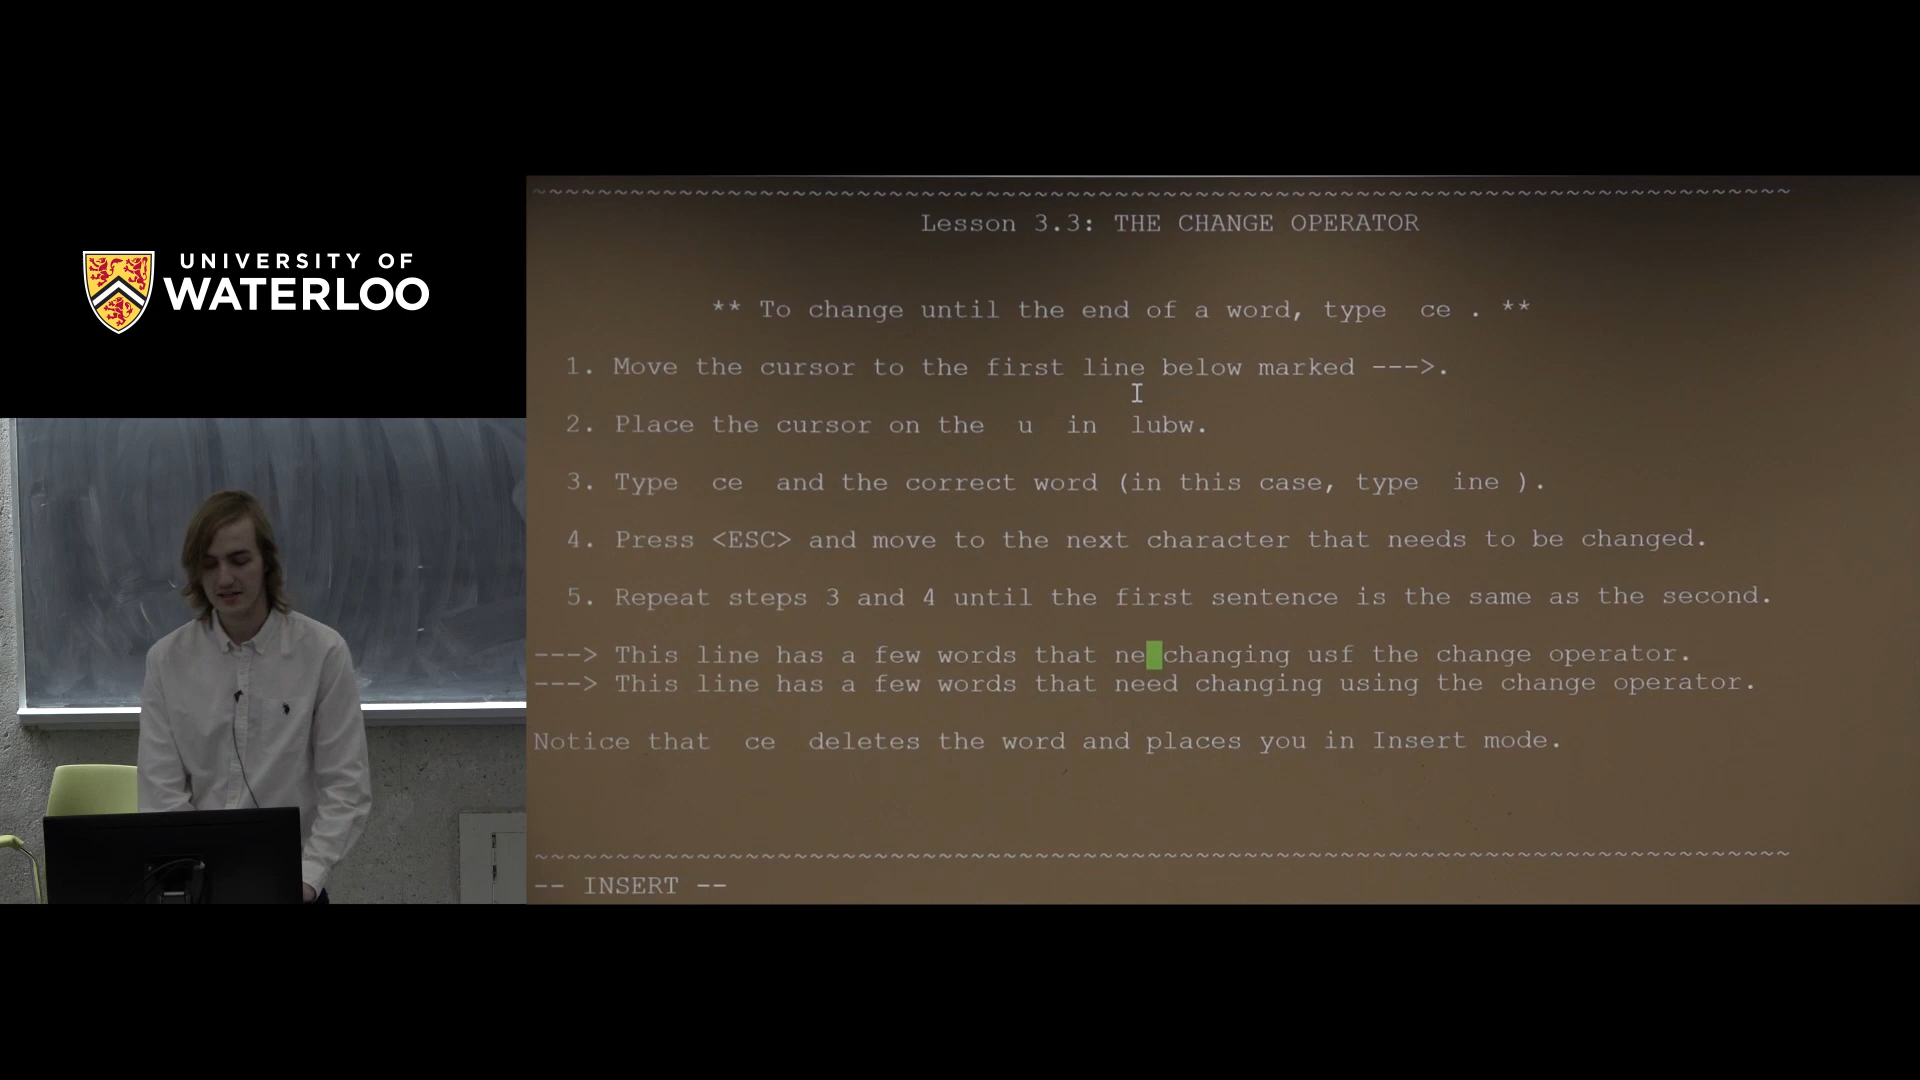 UNIVERSITY OF
WATERLOO
~~~~~~~~~~~~~~~~~~~~~~~~~~~~~~~~~~~~~~~~~~~~~~~~~~~~~~~~~~~~~~~~~~~~~~~~~~~~~~
Lesson 3.3: THE CHANGE OPERATOR
** To change until the end of a word, type ce . **
1. Move the cursor to the first line below marked --->.
2. Place the cursor on the u in lubw.
3. Type ce and the correct word (in this case, type ine ).
4. Press <ESC> and move to the next character that needs to be changed.
5. Repeat steps 3 and 4 until the first sentence is the same as the second.
---> This line has a few words that ne changing usf the change operator.
---> This line has a few words that need changing using the change operator.
Notice that ce deletes the word and places you in Insert mode.
~~~~~~~~~~~~~~~~~~~~~~~~~~~~~~~~~~~~~~~~~~~~~~~~~~~~~~~~~~~~~~~~~~~~~~~~~~~~~~
-- INSERT --